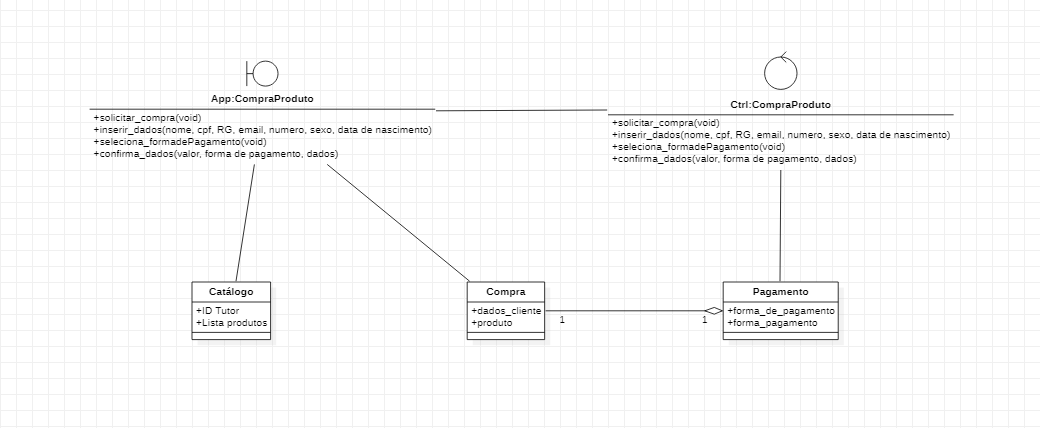 App:CompraProduto
+solicitar_compra(void)
+inserir_dados(nome, cpf, RG, email, numero, sexo, data de nascimento)
+seleciona_formadePagamento(void)
+confirma_dados(valor, forma de pagamento, dados)
Ctrl:CompraProduto
+solicitar_compra(void)
+inserir_dados(nome, cpf, RG, email, numero, sexo, data de nascimento)
+seleciona_formadePagamento(void)
+confirma_dados(valor, forma de pagamento, dados)
Catálogo
+ID Tutor
+Lista produtos
Compra
+dados_cliente
+produto
1
1
Pagamento
+forma_de_pagamento
+forma_pagamento